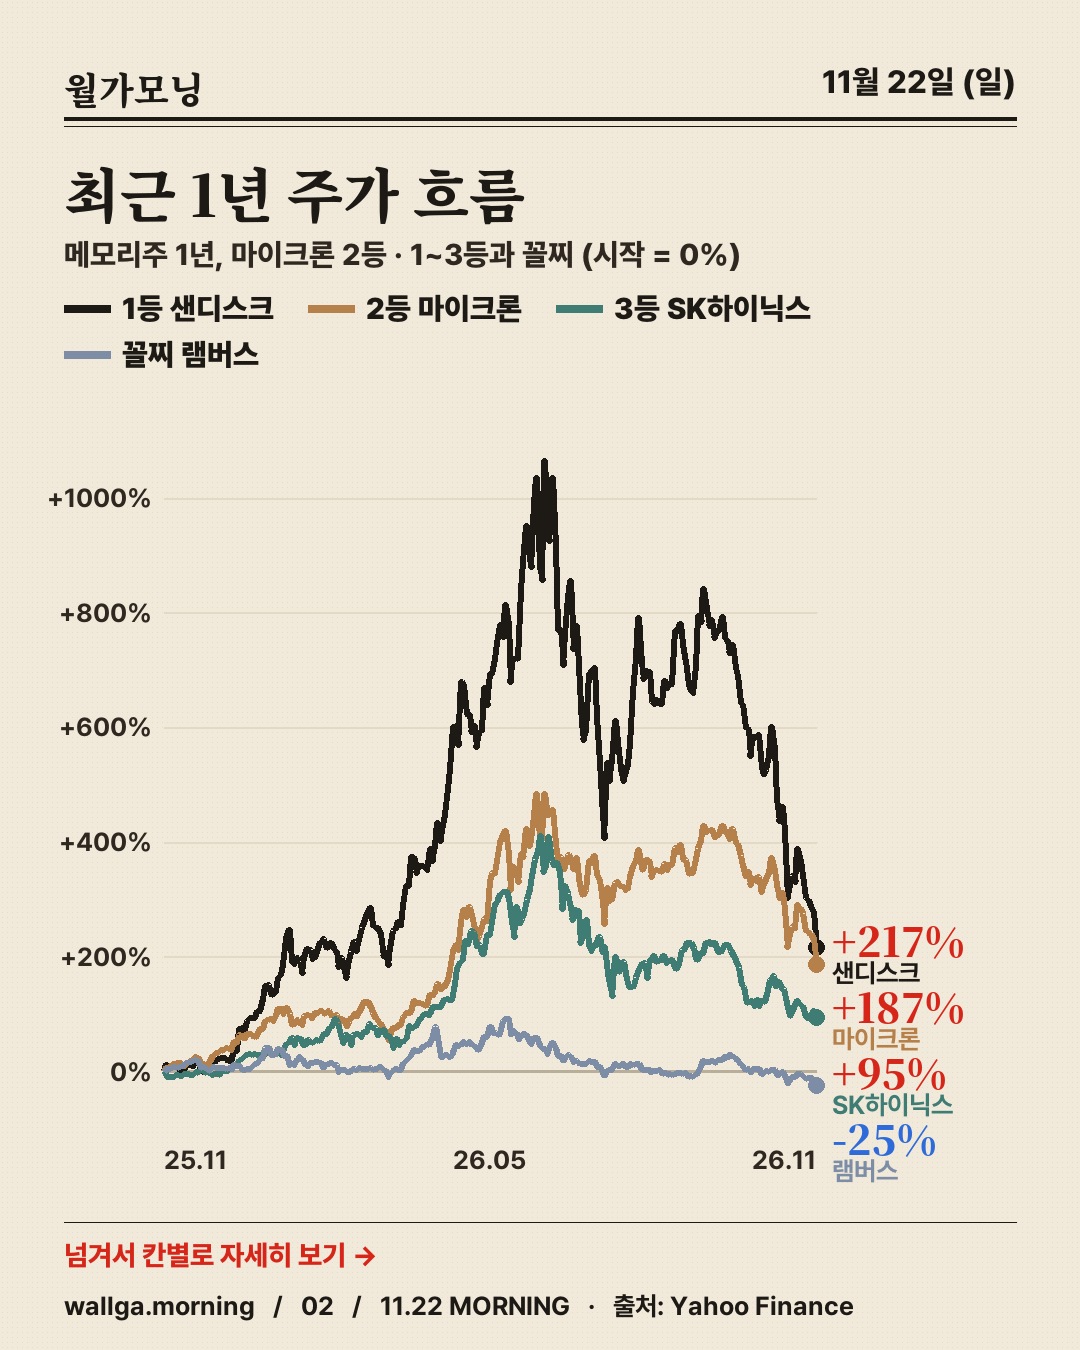 월가모닝
11월 22일 (일)
최근 1년 주가 흐름
메모리주 1년, 마이크론 2등 · 1~3등과 꼴찌 (시작 = 0%)
1등 샌디스크 2등 마이크론 3등 SK하이닉스
꼴찌 램버스
+1000%
+800%
+600%
+400%
+200%
0%
+217%
샌디스크
+187%
마이크론
+95%
SK하이닉스
-25%
램버스
25.11 26.05 26.11
넘겨서 칸별로 자세히 보기 →
wallga.morning / 02 / 11.22 MORNING · 출처: Yahoo Finance